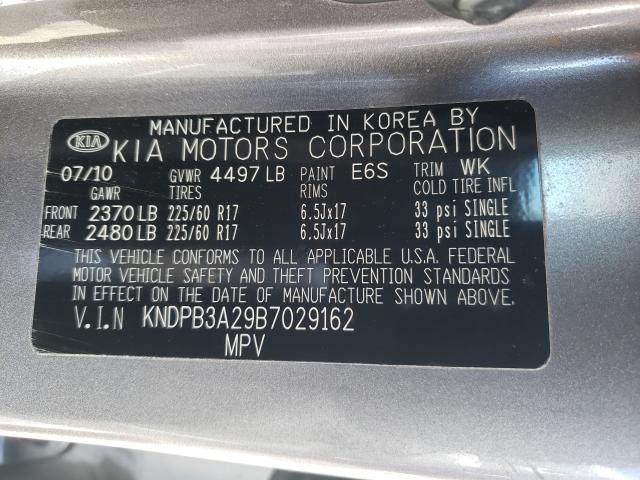 MANUFACTURED IN KOREA BY
KIA KIA MOTORS CORPORATION
07/10 GVWR 4497 LB PAINT E6S TRIM WK
GAWR TIRES RIMS COLD TIRE INFL
FRONT 2370 LB 225/60 R17 6.5Jx17 33 psi SINGLE
REAR 2480 LB 225/60 R17 6.5Jx17 33 psi SINGLE
THIS VEHICLE CONFORMS TO ALL APPLICABLE U.S.A. FEDERAL
MOTOR VEHICLE SAFETY AND THEFT PREVENTION STANDARDS
IN EFFECT ON THE DATE OF MANUFACTURE SHOWN ABOVE.
V.I.N KNDPB3A29B7029162
MPV